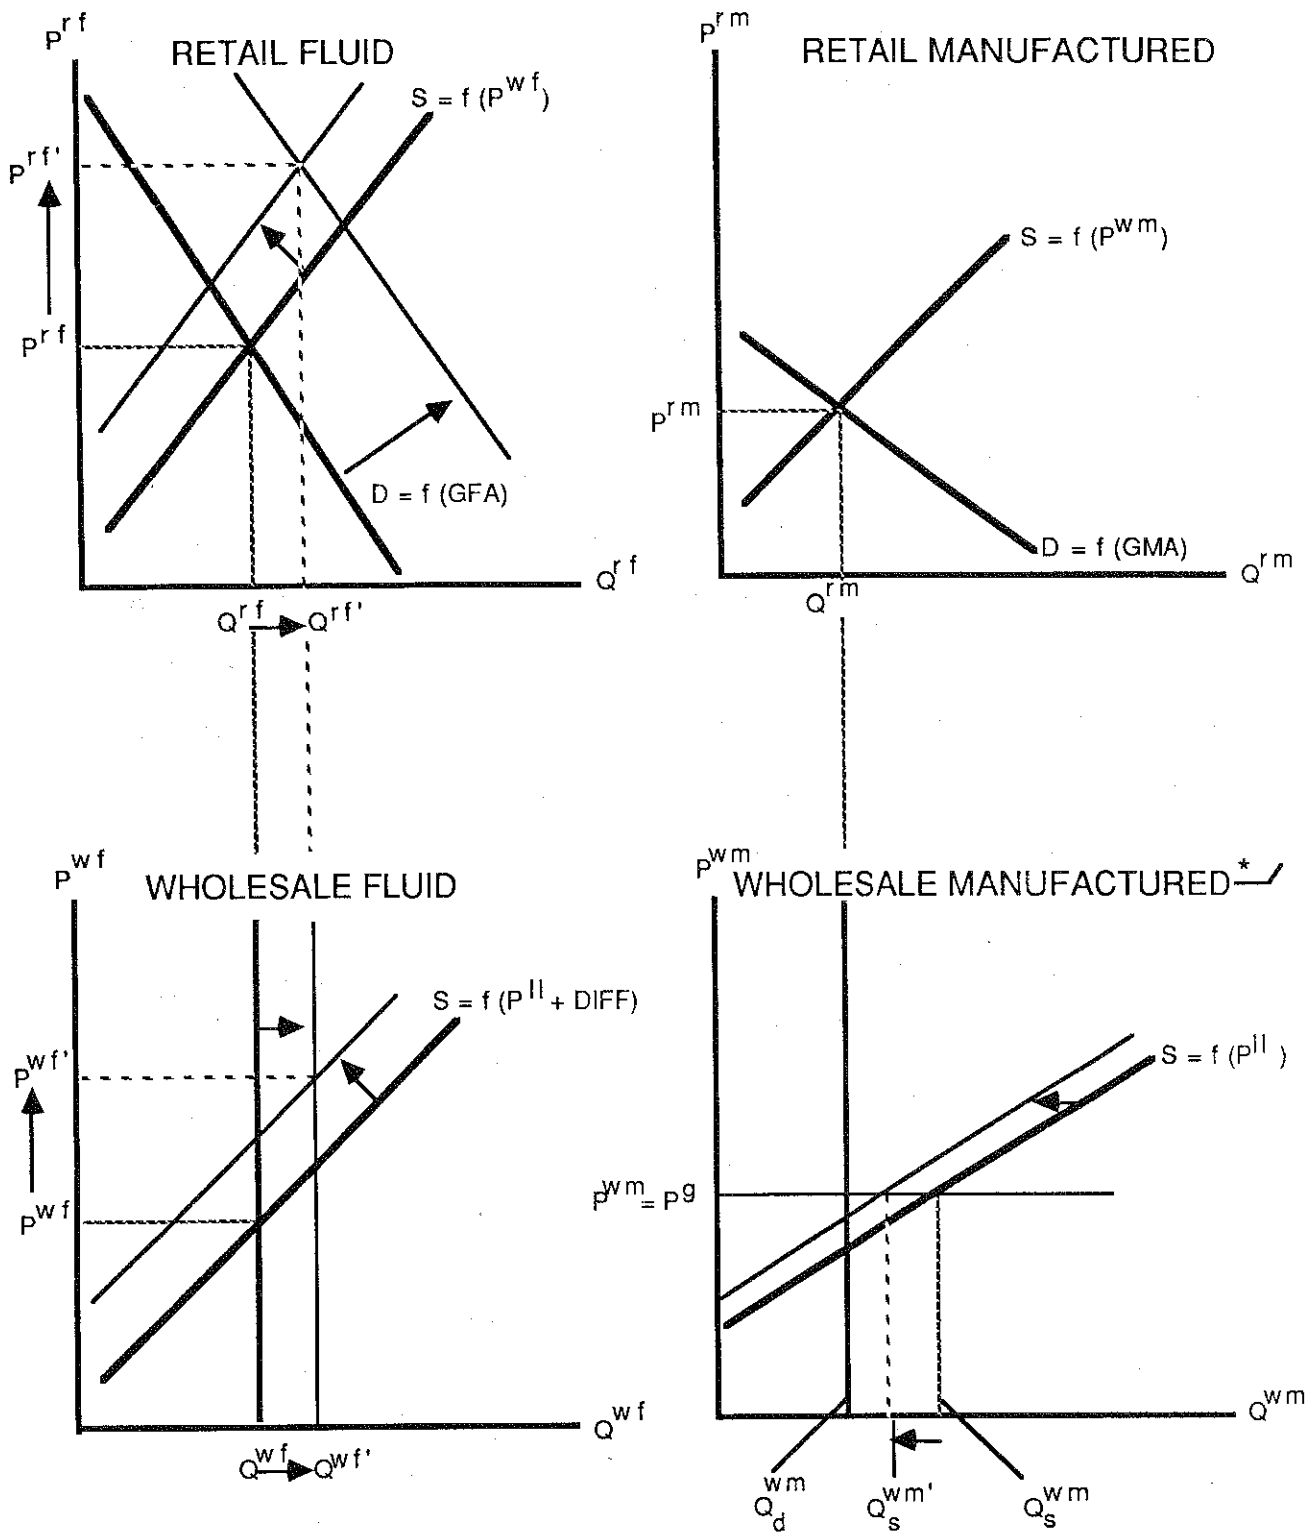 P^rf
RETAIL FLUID
S = f (P^wf)
P^rf'
P^rf
D = f (GFA)
Q^rf
Q^rf Q^rf'
P^rm
RETAIL MANUFACTURED
S = f (P^wm)
P^rm
D = f (GMA)
Q^rm
Q^rm
P^wf
WHOLESALE FLUID
S = f (P^II + DIFF)
P^wf'
P^wf
Q^wf
Q^wf Q^wf'
P^wm
WHOLESALE MANUFACTURED*/
S = f (P^II )
P^wm = P^g
Q^wm
Q_d^wm Q_s^wm' Q_s^wm